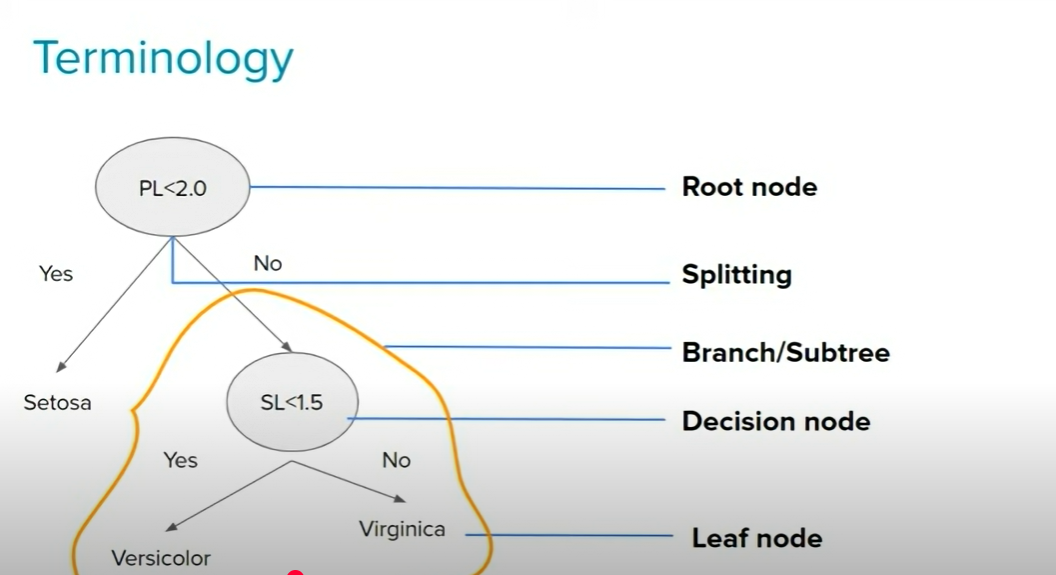 Terminology
PL<2.0
Root node
Yes
No
Splitting
Branch/Subtree
Setosa
SL<1.5
Decision node
Yes
No
Virginica
Leaf node
Versicolor